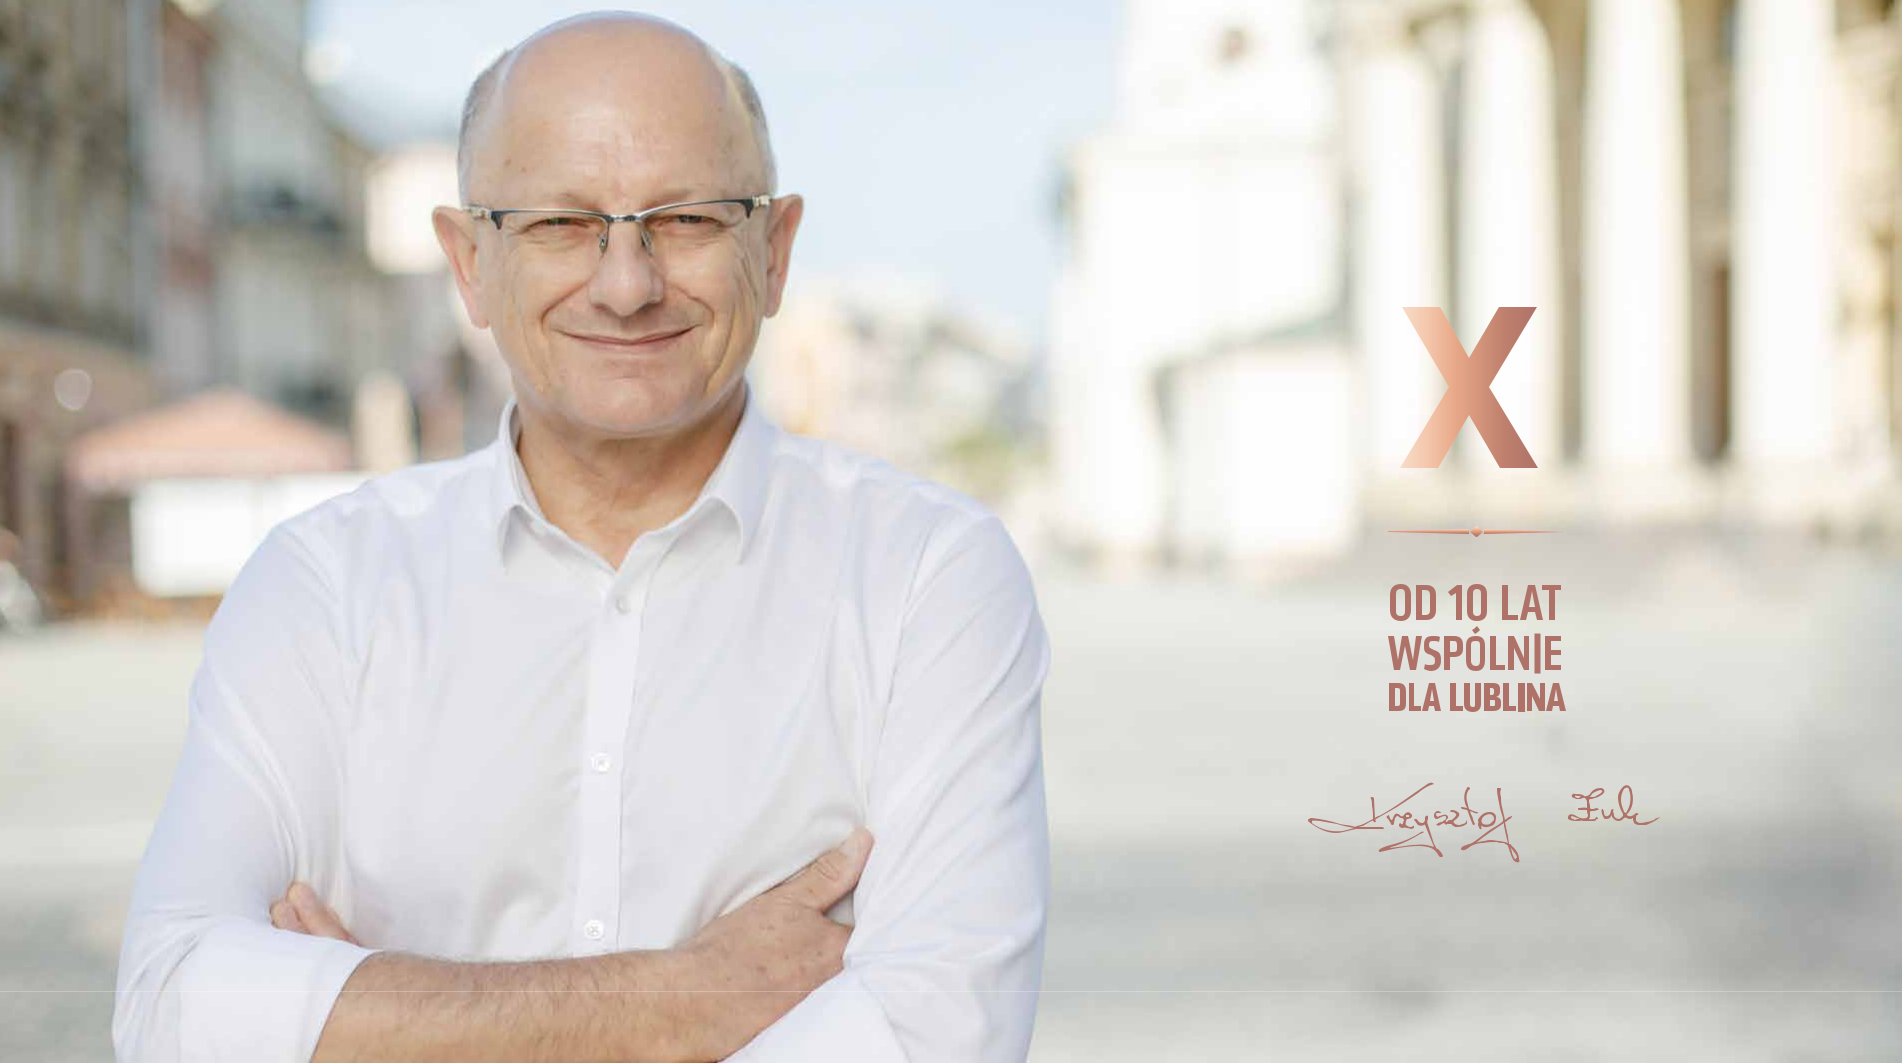 X
OD 10 LAT
WSPÓLNIE
DLA LUBLINA
Krzysztof Żuk